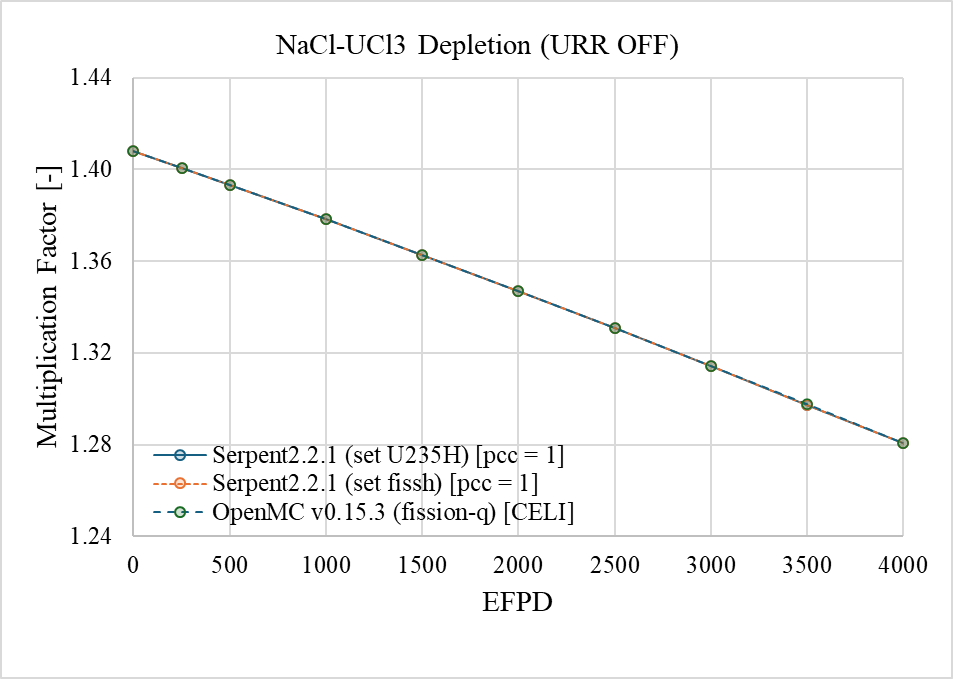 NaCl-UCl3 Depletion (URR OFF)
1.44
1.40
1.36
1.32
1.28
1.24
Multiplication Factor [-]
Serpent2.2.1 (set U235H) [pcc = 1]
Serpent2.2.1 (set fissh) [pcc = 1]
OpenMC v0.15.3 (fission-q) [CELI]
0 500 1000 1500 2000 2500 3000 3500 4000
EFPD